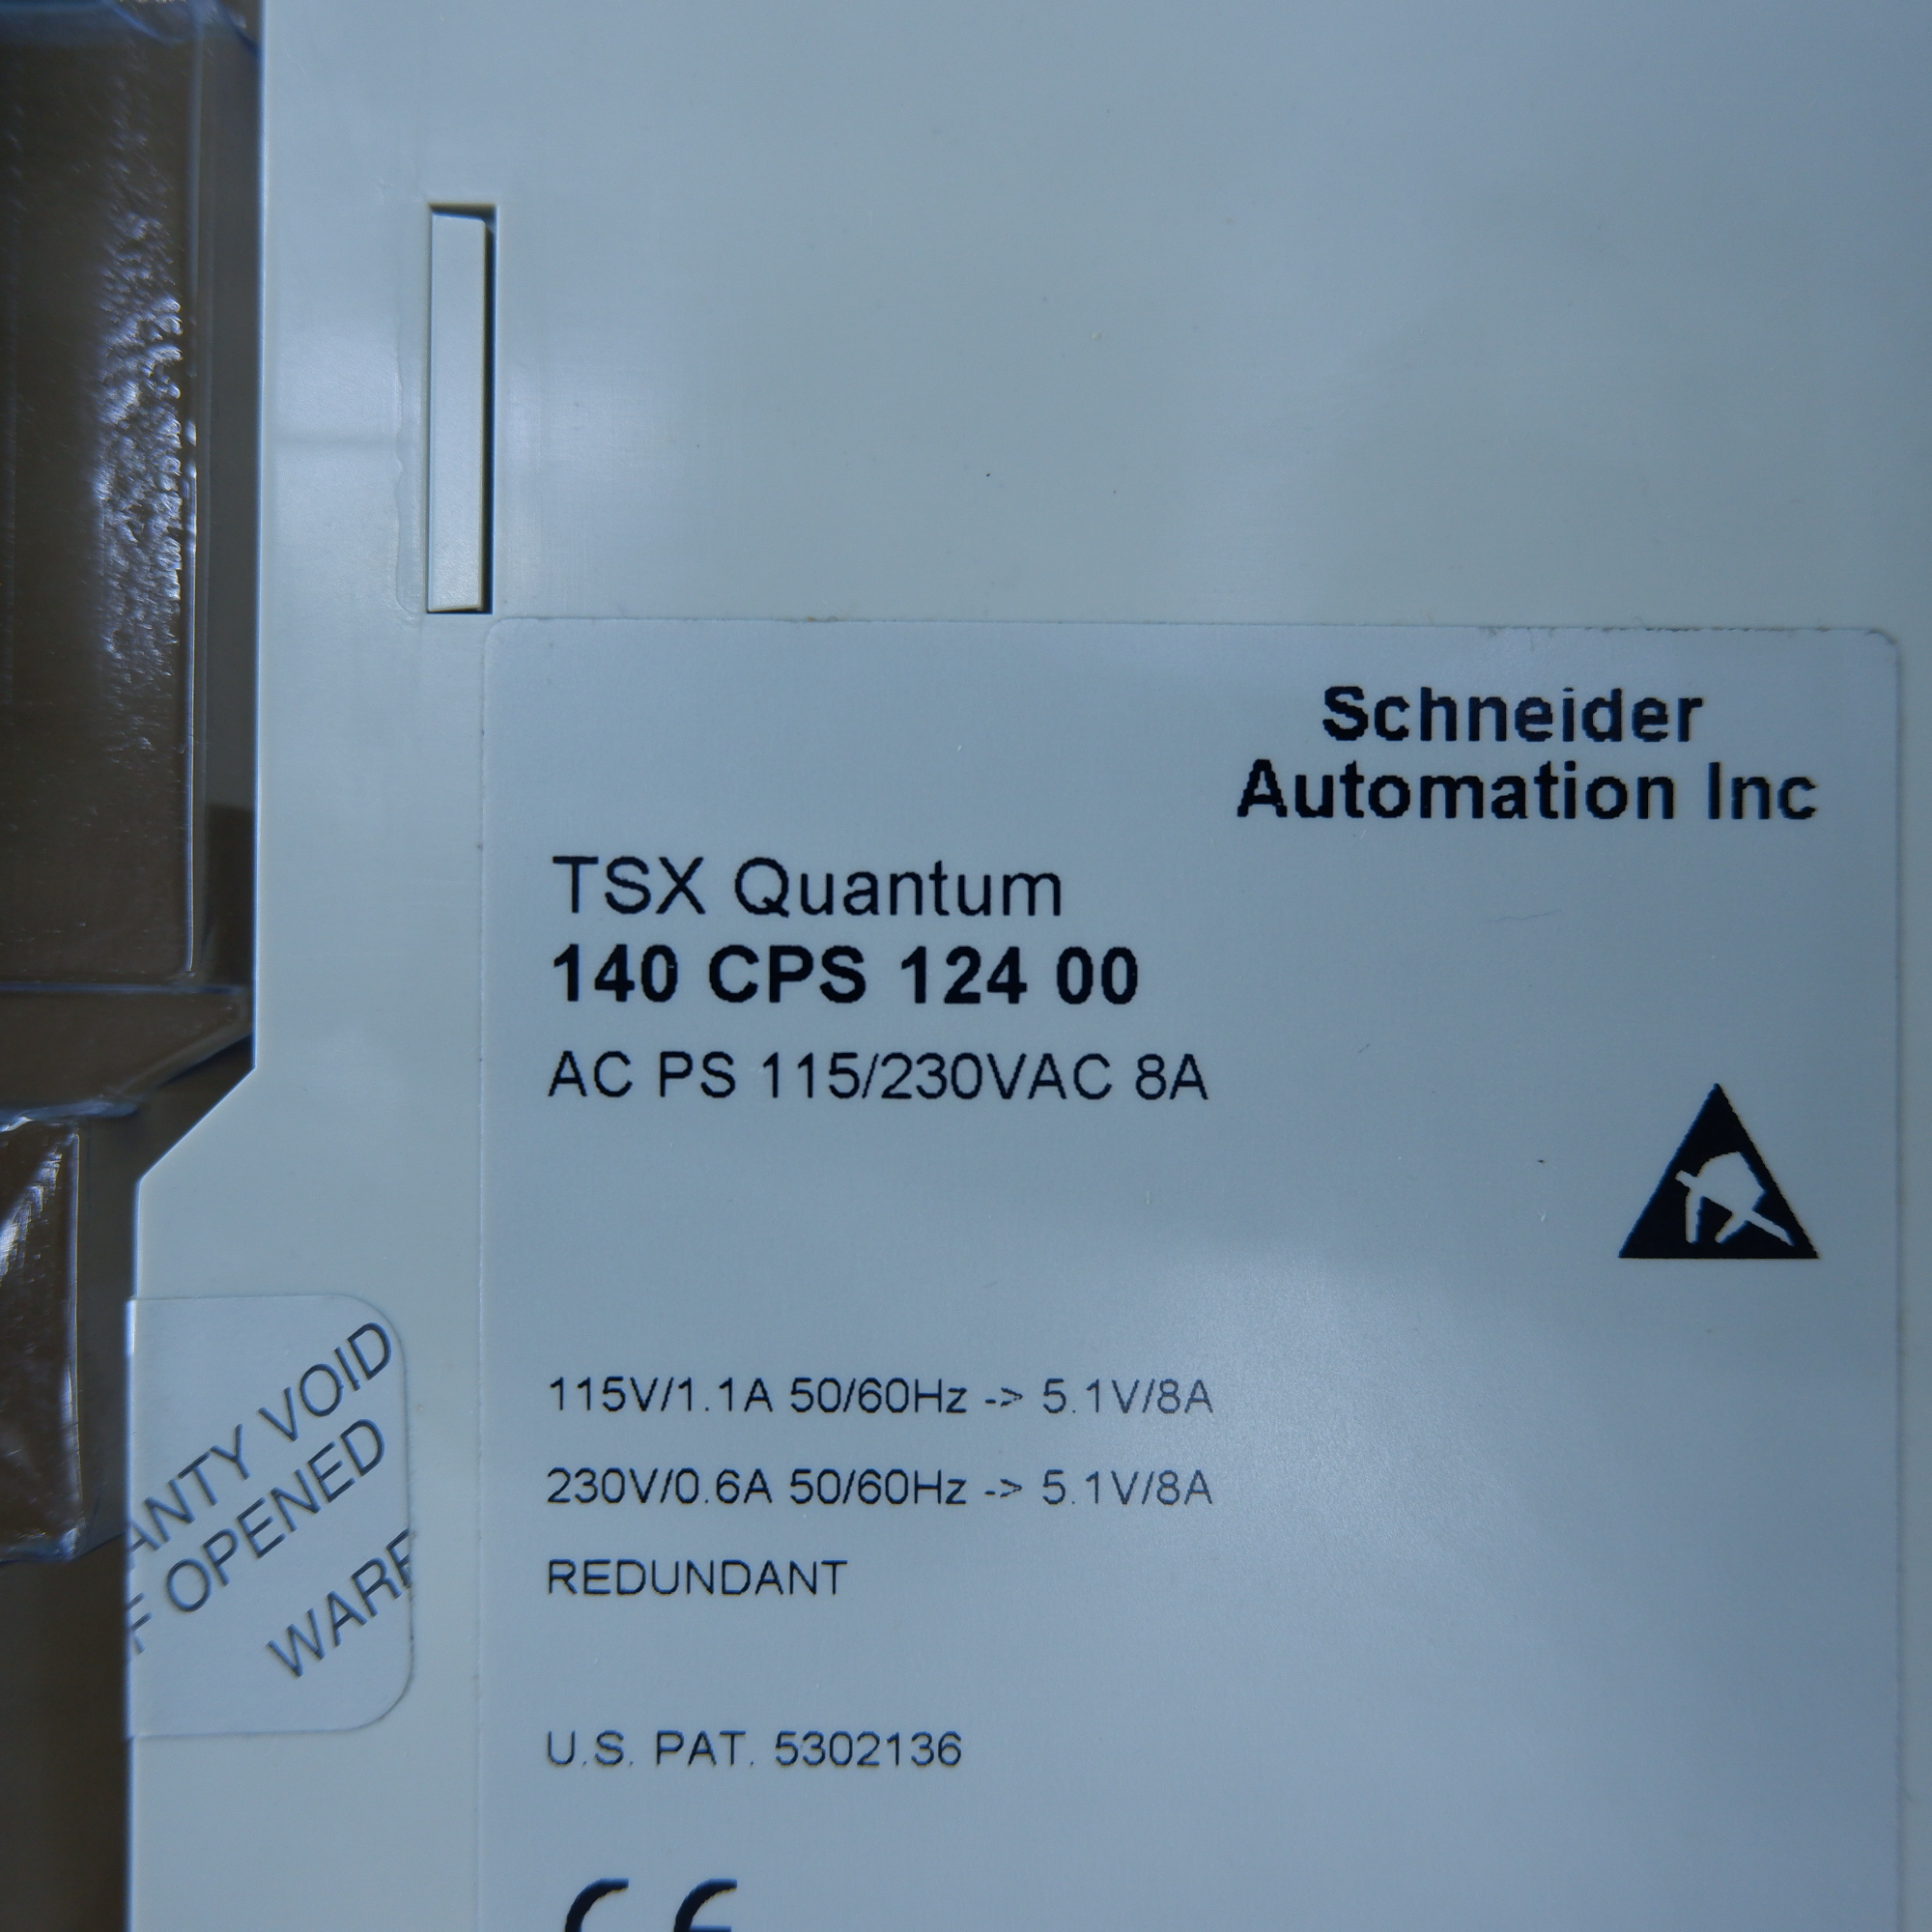 Schneider
Automation Inc
TSX Quantum
140 CPS 124 00
AC PS 115/230VAC 8A
115V/1.1A 50/60Hz -> 5.1V/8A
230V/0.6A 50/60Hz -> 5.1V/8A
REDUNDANT
U.S. PAT. 5302136
CE
ANTY VOID
F OPENED
WARR